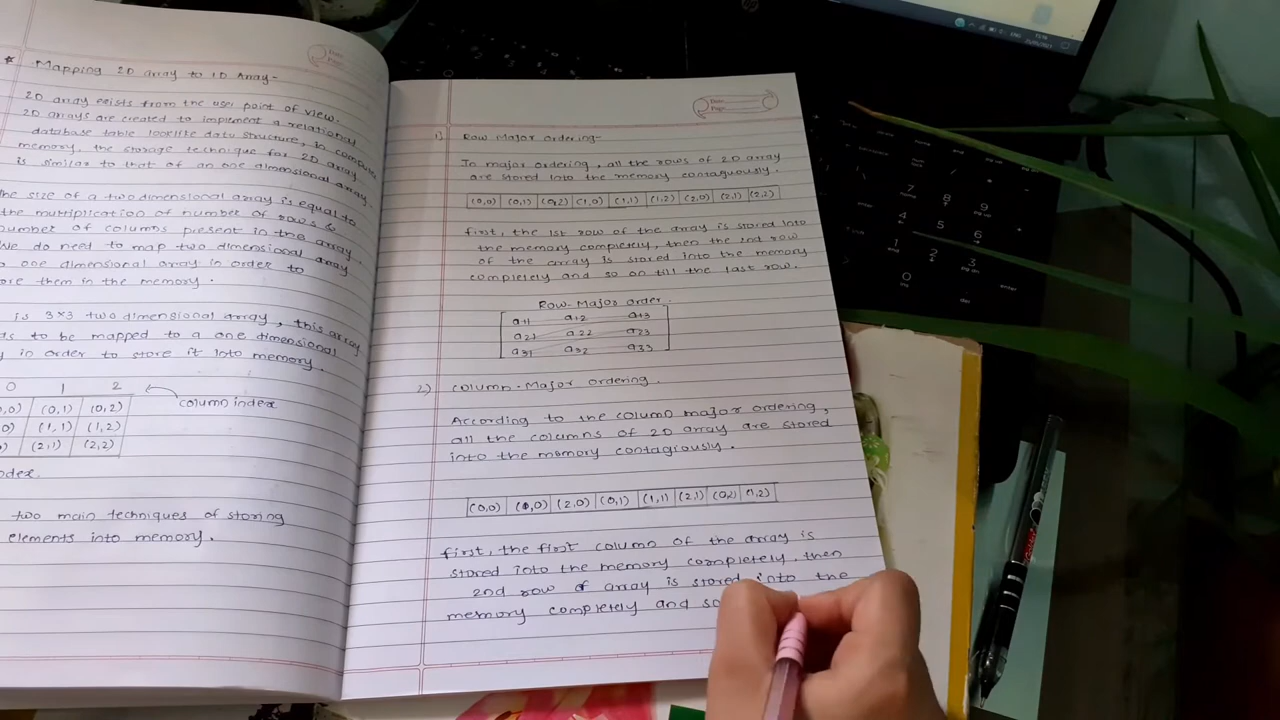 * Mapping 2D array to 1D Array-
2D array exists from the user point of view.
2D arrays are created to implement a relational
database table looklike data structure, in computer
memory, the storage technique for 2D array
is similar to that of an one dimensional array.
The size of a two dimensional array is equal to
the multiplication of number of rows &
number of columns present in the array.
We do need to map two dimensional array
o one dimensional array in order to
ore them in the memory.
is 3×3 two dimensional array, this array
ts to be mapped to a one dimensional
y in order to store it into memory.
0 1 2
column index
,0) (0,1) (0,2)
0) (1,1) (1,2)
) (2,1) (2,2)
ndex.
two main techniques of storing
elements into memory.
Date
Page
Date
Page
1) Row Major ordering-
In major ordering, all the rows of 2D array
are stored into the memory contaguously.
(0,0) (0,1) (0,2) (1,0) (1,1) (1,2) (2,0) (2,1) (2,2)
first, the 1st row of the array is stored into
the memory completely, then the 2nd row
of the array is stored into the memory
completely and so on till the last row.
Row-Major order.
a11 a12 a13
a21 a22 a23
a31 a32 a33
2) column-Major ordering.
According to the column major ordering,
all the columns of 2D array are stored
into the memory contagiously.
(0,0) (0,0) (2,0) (0,1) (1,1) (2,1) (0,2) (1,2)
first, the first column of the array is
stored into the memory completely, then
2nd row of array is stored into the
memory completely and so